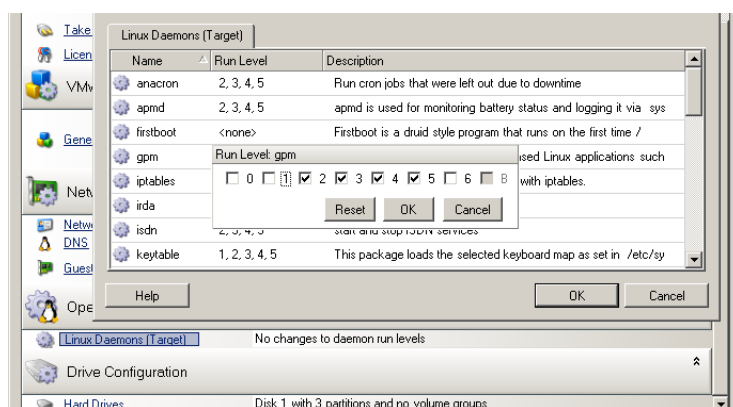 Take
Linux Daemons (Target)
Licen
Name Run Level Description
VMw
anacron 2, 3, 4, 5 Run cron jobs that were left out due to downtime
apmd 2, 3, 4, 5 apmd is used for monitoring battery status and logging it via sys
Gene
firstboot <none> Firstboot is a druid style program that runs on the first time /
gpm Run Level: gpm ased Linux applications such
iptables 0 1 2 3 4 5 6 B with iptables.
Netw
irda Reset OK Cancel
Netwo
isdn 2, 3, 4, 5 start and stop ISDN services
DNS
keytable 1, 2, 3, 4, 5 This package loads the selected keyboard map as set in /etc/sy
Guest
Help OK Cancel
Ope
Linux Daemons (Target) No changes to daemon run levels
Drive Configuration
Hard Drives Disk 1 with 3 partitions and no volume groups